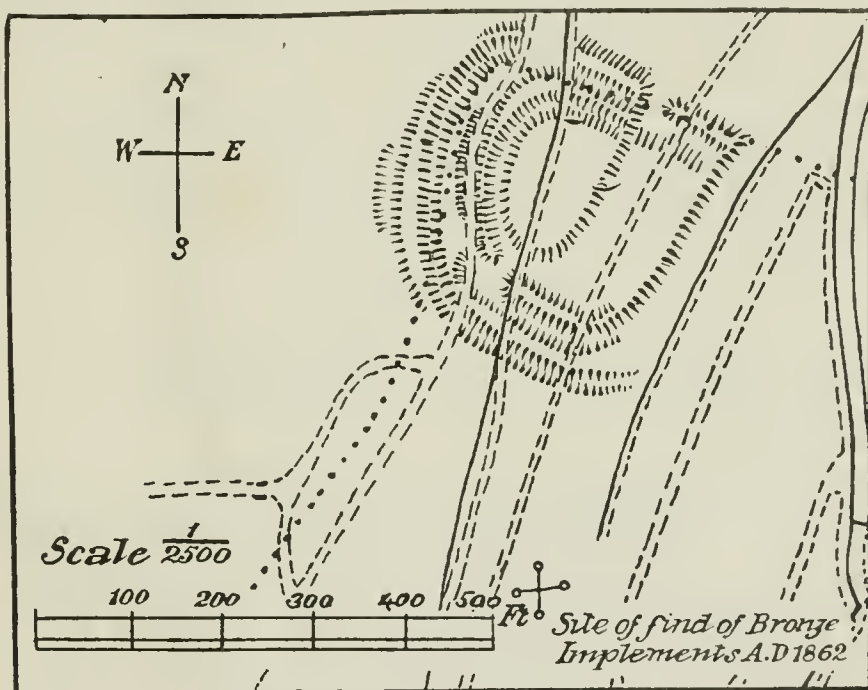 N
W E
S
Scale 1/2500
100 200 300 400 500
Ft
Site of find of Bronze
Implements A.D 1862